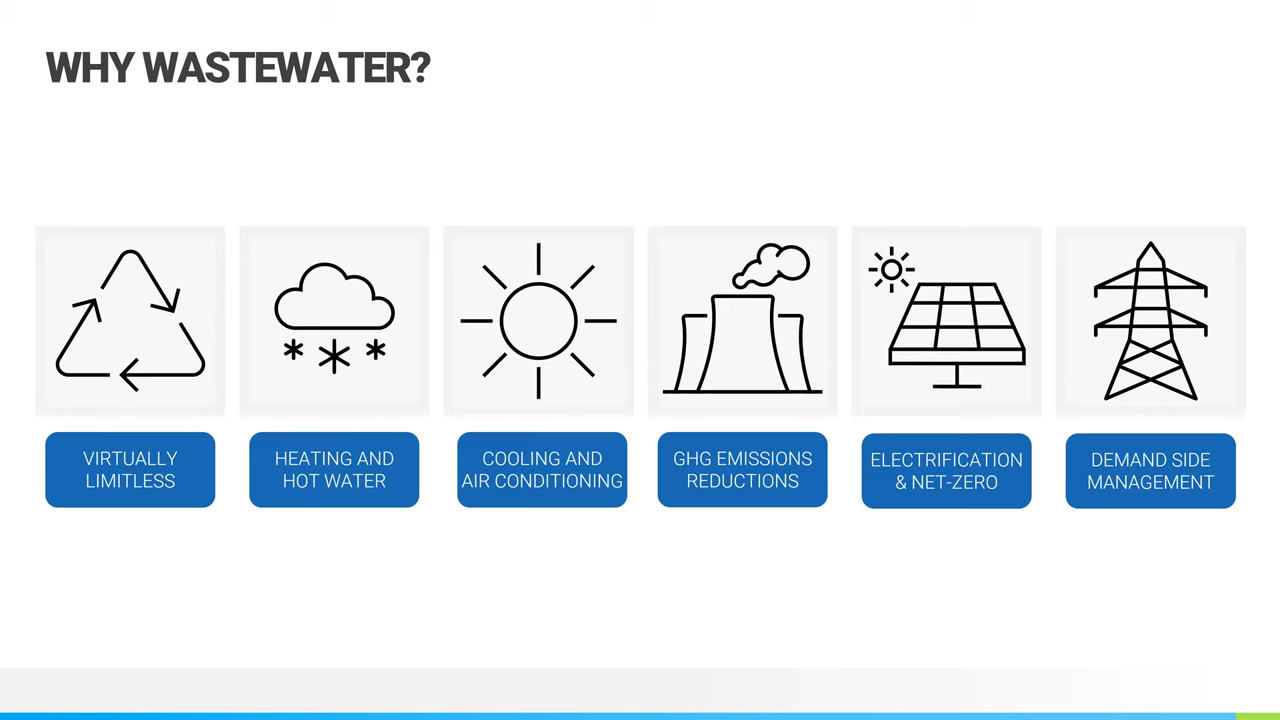 WHY WASTEWATER?
VIRTUALLY
LIMITLESS
HEATING AND
HOT WATER
COOLING AND
AIR CONDITIONING
GHG EMISSIONS
REDUCTIONS
ELECTRIFICATION
& NET-ZERO
DEMAND SIDE
MANAGEMENT